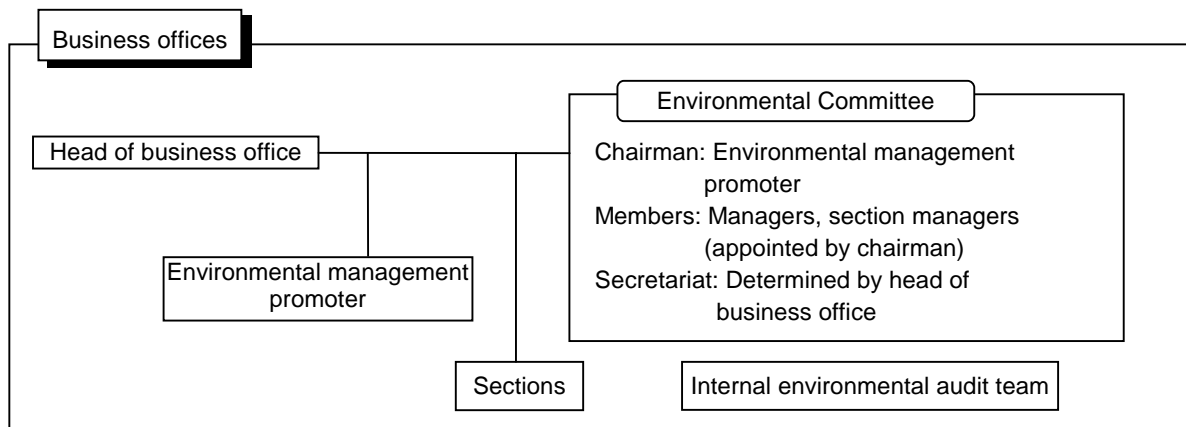 Business offices
Environmental Committee
Head of business office
Chairman: Environmental management
promoter
Members: Managers, section managers
(appointed by chairman)
Secretariat: Determined by head of
business office
Environmental management
promoter
Sections
Internal environmental audit team